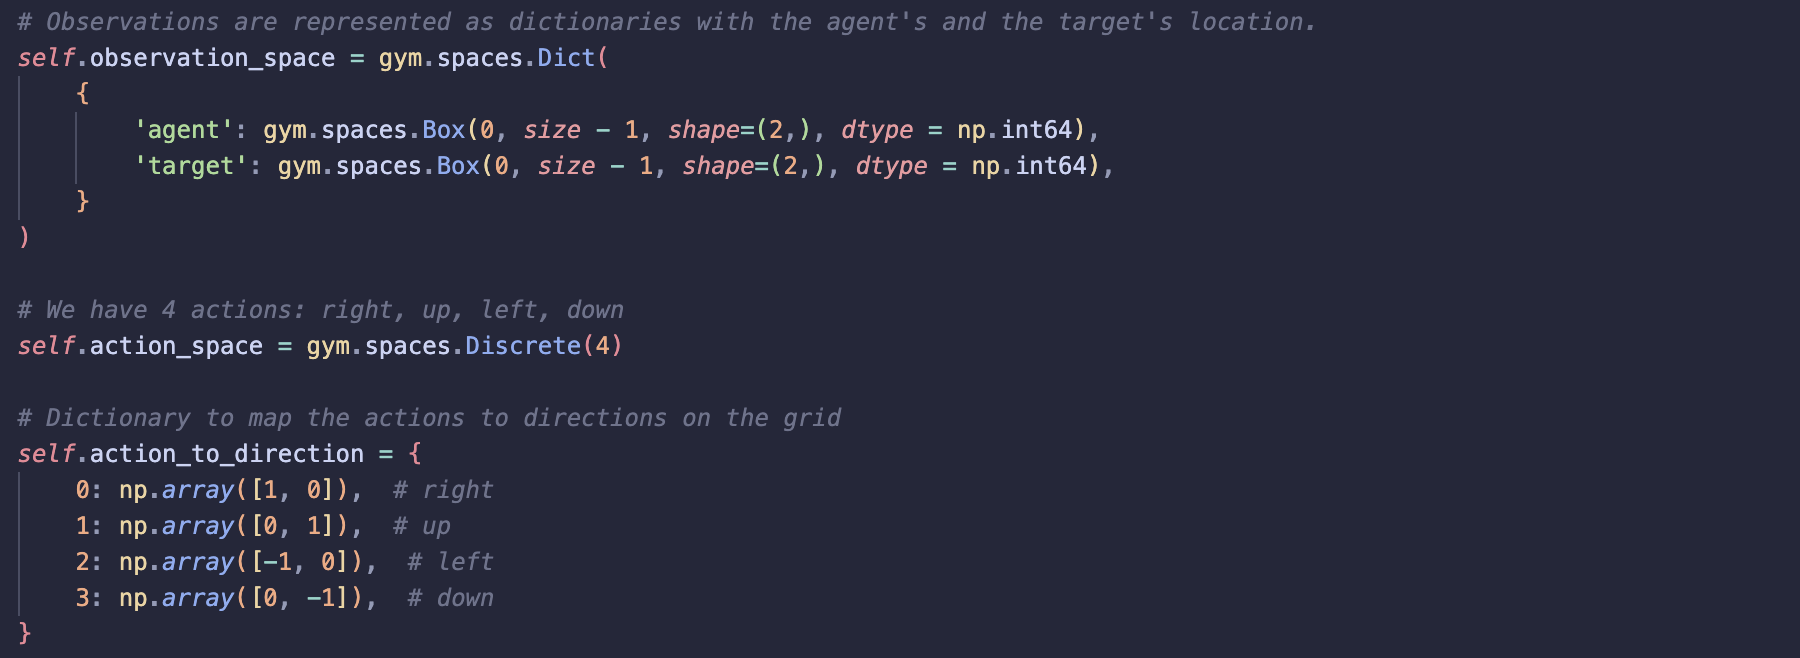 # Observations are represented as dictionaries with the agent's and the target's location.
self.observation_space = gym.spaces.Dict(
    {
        'agent': gym.spaces.Box(0, size - 1, shape=(2,), dtype = np.int64),
        'target': gym.spaces.Box(0, size - 1, shape=(2,), dtype = np.int64),
    }
)

# We have 4 actions: right, up, left, down
self.action_space = gym.spaces.Discrete(4)

# Dictionary to map the actions to directions on the grid
self.action_to_direction = {
    0: np.array([1, 0]),  # right
    1: np.array([0, 1]),  # up
    2: np.array([-1, 0]),  # left
    3: np.array([0, -1]),  # down
}